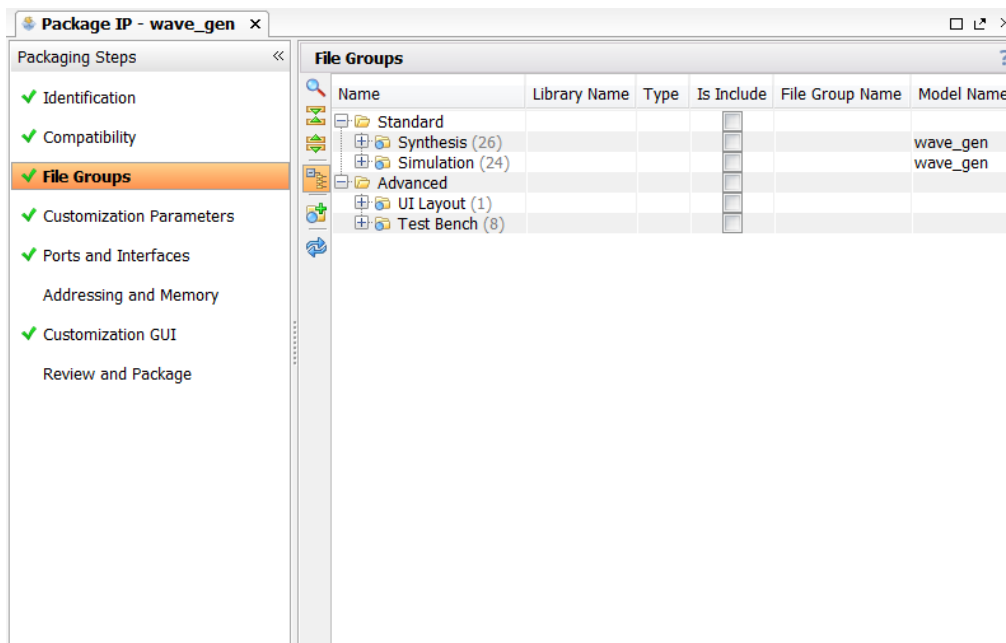 Package IP - wave_gen
Packaging Steps
Identification
Compatibility
File Groups
Customization Parameters
Ports and Interfaces
Addressing and Memory
Customization GUI
Review and Package
File Groups
Name Library Name Type Is Include File Group Name Model Name
Standard
Synthesis (26) wave_gen
Simulation (24) wave_gen
Advanced
UI Layout (1)
Test Bench (8)